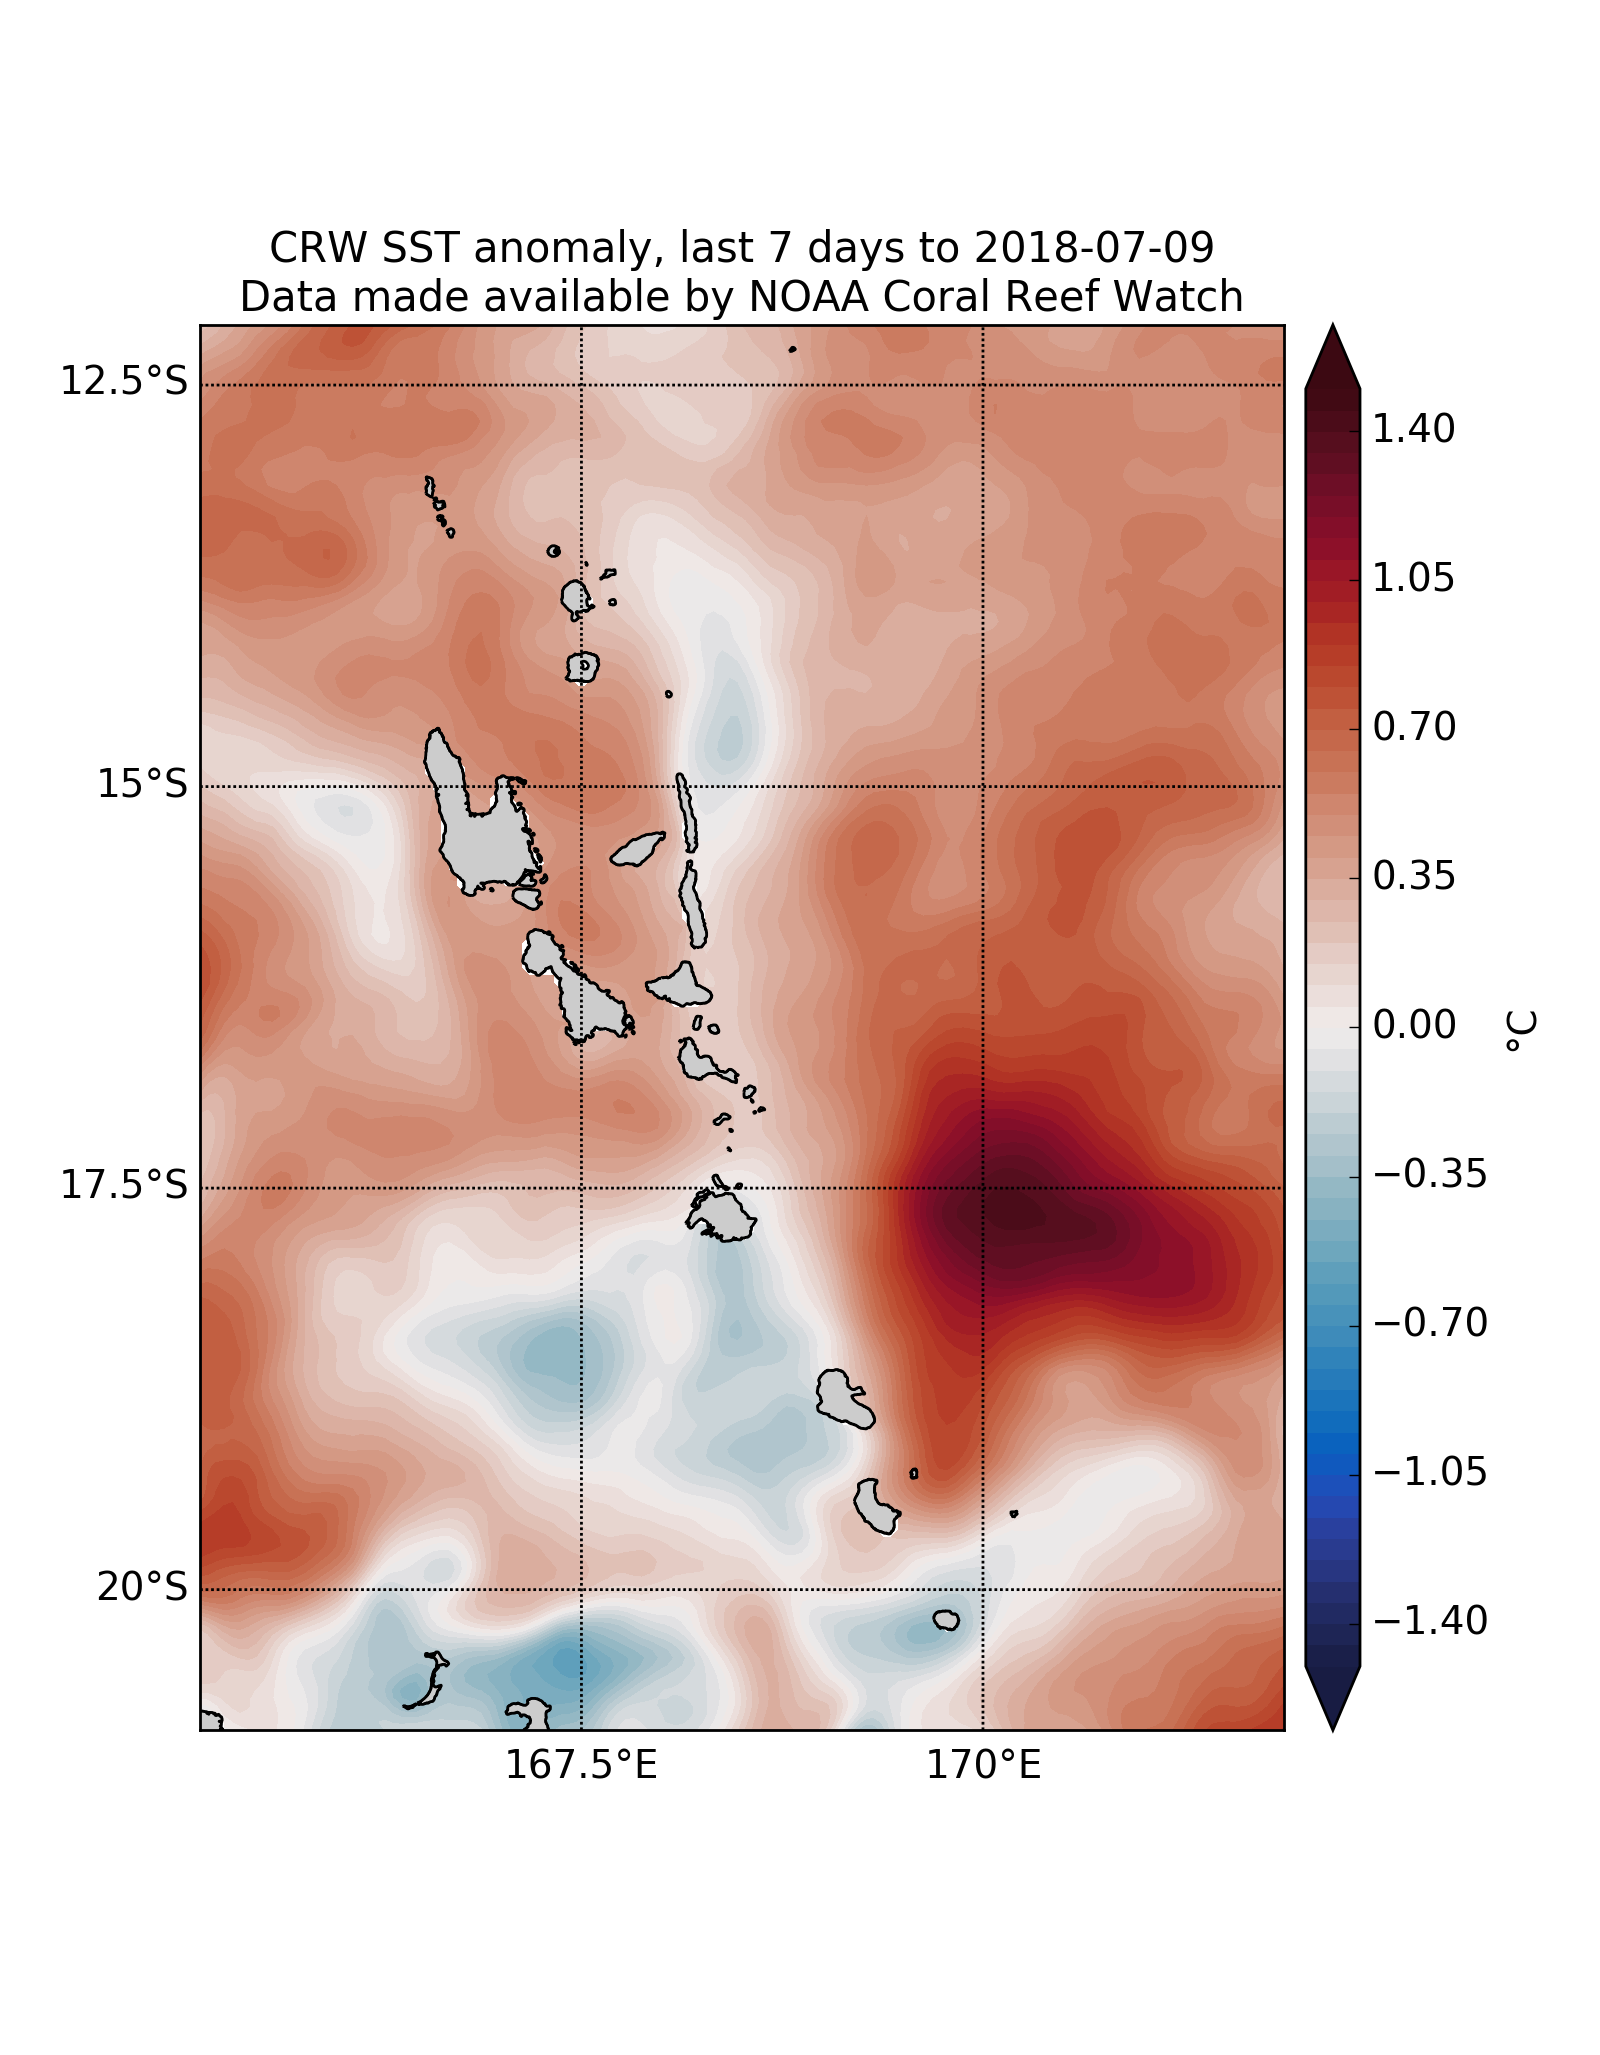 CRW SST anomaly, last 7 days to 2018-07-09
Data made available by NOAA Coral Reef Watch
12.5°S
15°S
17.5°S
20°S
167.5°E
170°E
1.40
1.05
0.70
0.35
0.00
−0.35
−0.70
−1.05
−1.40
°C